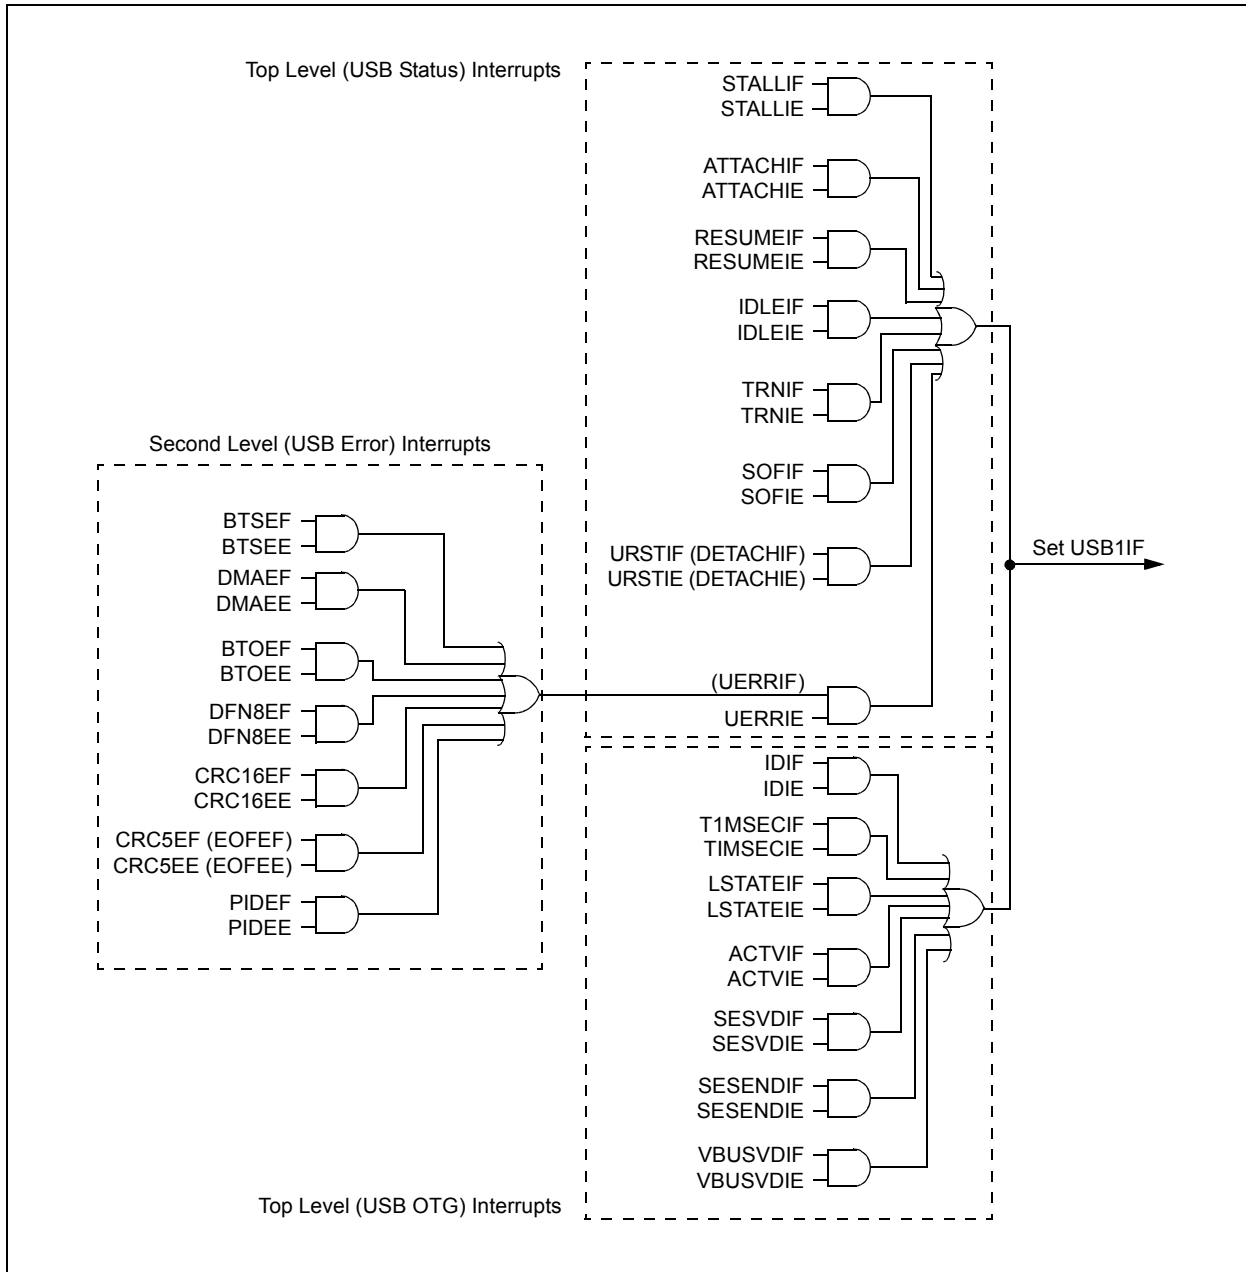 Top Level (USB Status) Interrupts
STALLIF
STALLIE
ATTACHIF
ATTACHIE
RESUMEIF
RESUMEIE
IDLEIF
IDLEIE
TRNIF
TRNIE
SOFIF
SOFIE
URSTIF (DETACHIF)
URSTIE (DETACHIE)
(UERRIF)
UERRIE
Second Level (USB Error) Interrupts
BTSEF
BTSEE
DMAEF
DMAEE
BTOEF
BTOEE
DFN8EF
DFN8EE
CRC16EF
CRC16EE
CRC5EF (EOFEF)
CRC5EE (EOFEE)
PIDEF
PIDEE
Set USB1IF
IDIF
IDIE
T1MSECIF
TIMSECIE
LSTATEIF
LSTATEIE
ACTVIF
ACTVIE
SESVDIF
SESVDIE
SESENDIF
SESENDIE
VBUSVDIF
VBUSVDIE
Top Level (USB OTG) Interrupts